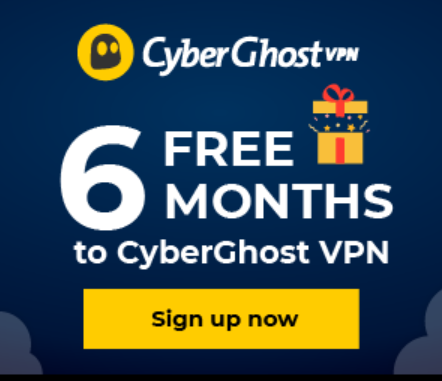 CyberGhost VPN
6 FREE
MONTHS
to CyberGhost VPN
Sign up now